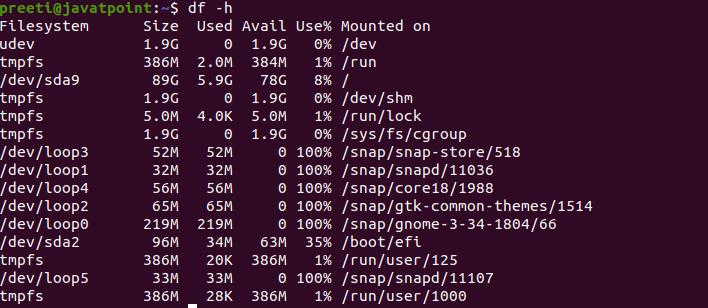 preeti@javatpoint:~$ df -h
Filesystem Size Used Avail Use% Mounted on
udev 1.9G 0 1.9G 0% /dev
tmpfs 386M 2.0M 384M 1% /run
/dev/sda9 89G 5.9G 78G 8% /
tmpfs 1.9G 0 1.9G 0% /dev/shm
tmpfs 5.0M 4.0K 5.0M 1% /run/lock
tmpfs 1.9G 0 1.9G 0% /sys/fs/cgroup
/dev/loop3 52M 52M 0 100% /snap/snap-store/518
/dev/loop1 32M 32M 0 100% /snap/snapd/11036
/dev/loop4 56M 56M 0 100% /snap/core18/1988
/dev/loop2 65M 65M 0 100% /snap/gtk-common-themes/1514
/dev/loop0 219M 219M 0 100% /snap/gnome-3-34-1804/66
/dev/sda2 96M 34M 63M 35% /boot/efi
tmpfs 386M 20K 386M 1% /run/user/125
/dev/loop5 33M 33M 0 100% /snap/snapd/11107
tmpfs 386M 28K 386M 1% /run/user/1000